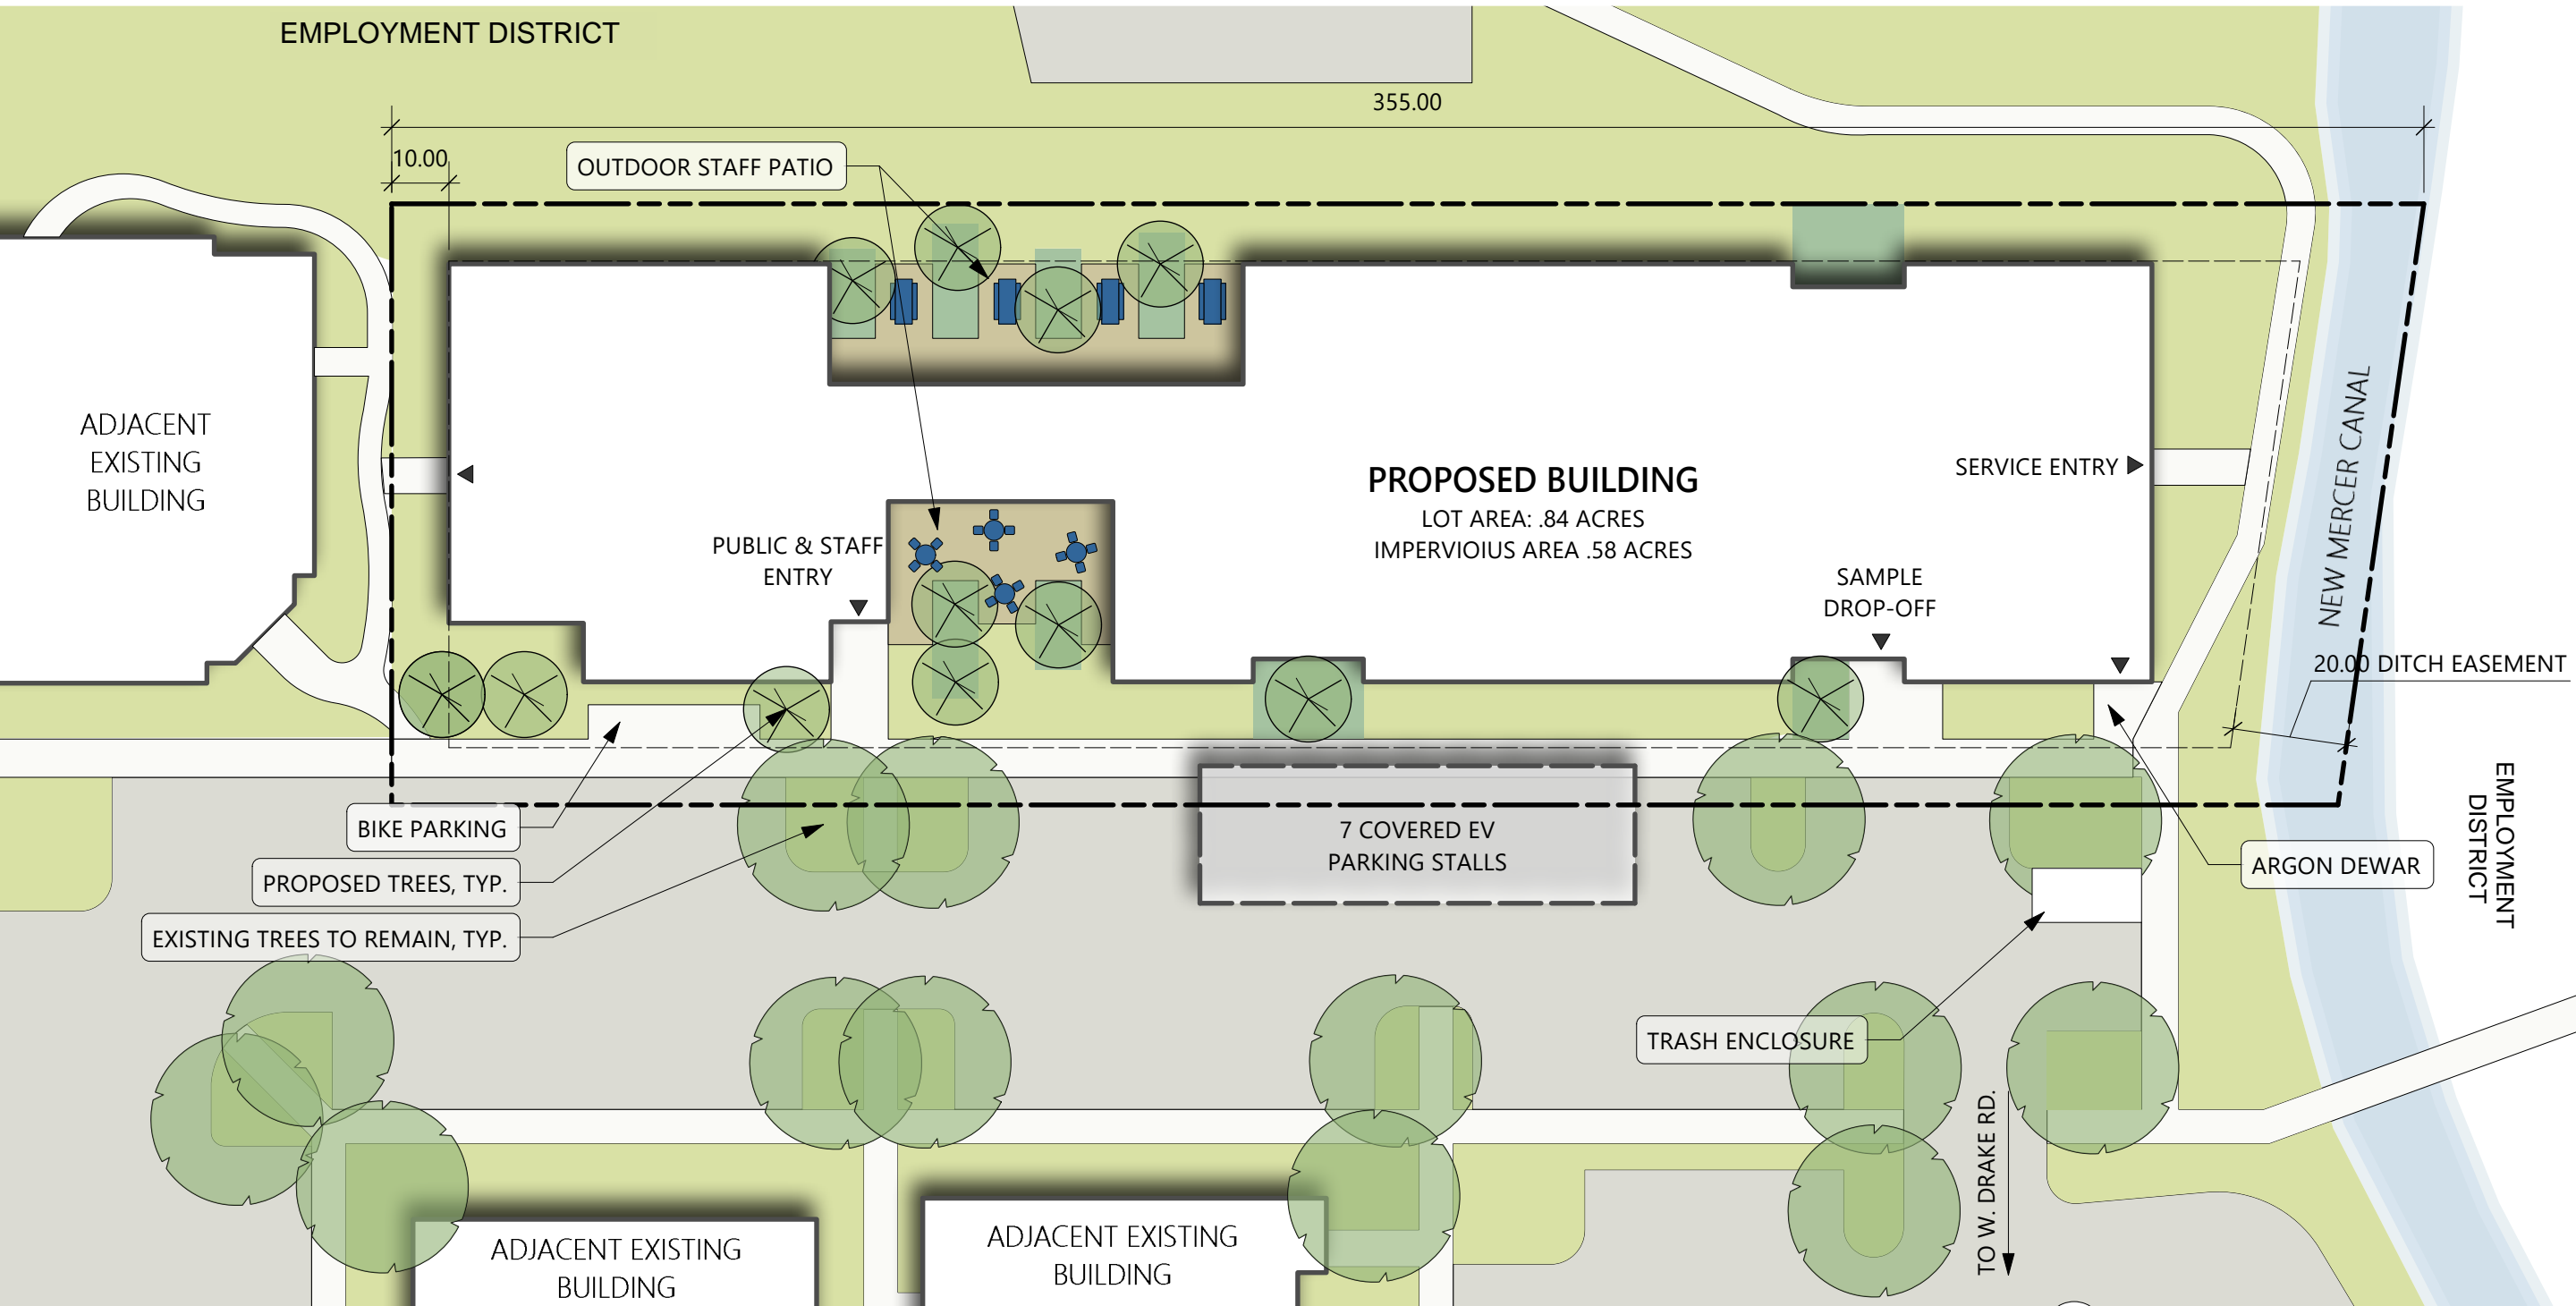 EMPLOYMENT DISTRICT
355.00
10.00
OUTDOOR STAFF PATIO
ADJACENT
EXISTING
BUILDING
PROPOSED BUILDING
LOT AREA: .84 ACRES
IMPERVIOIUS AREA .58 ACRES
SERVICE ENTRY
PUBLIC & STAFF
ENTRY
SAMPLE
DROP-OFF
NEW MERCER CANAL
20.00 DITCH EASEMENT
BIKE PARKING
PROPOSED TREES, TYP.
EXISTING TREES TO REMAIN, TYP.
7 COVERED EV
PARKING STALLS
ARGON DEWAR
EMPLOYMENT
DISTRICT
TRASH ENCLOSURE
TO W. DRAKE RD.
ADJACENT EXISTING
BUILDING
ADJACENT EXISTING
BUILDING